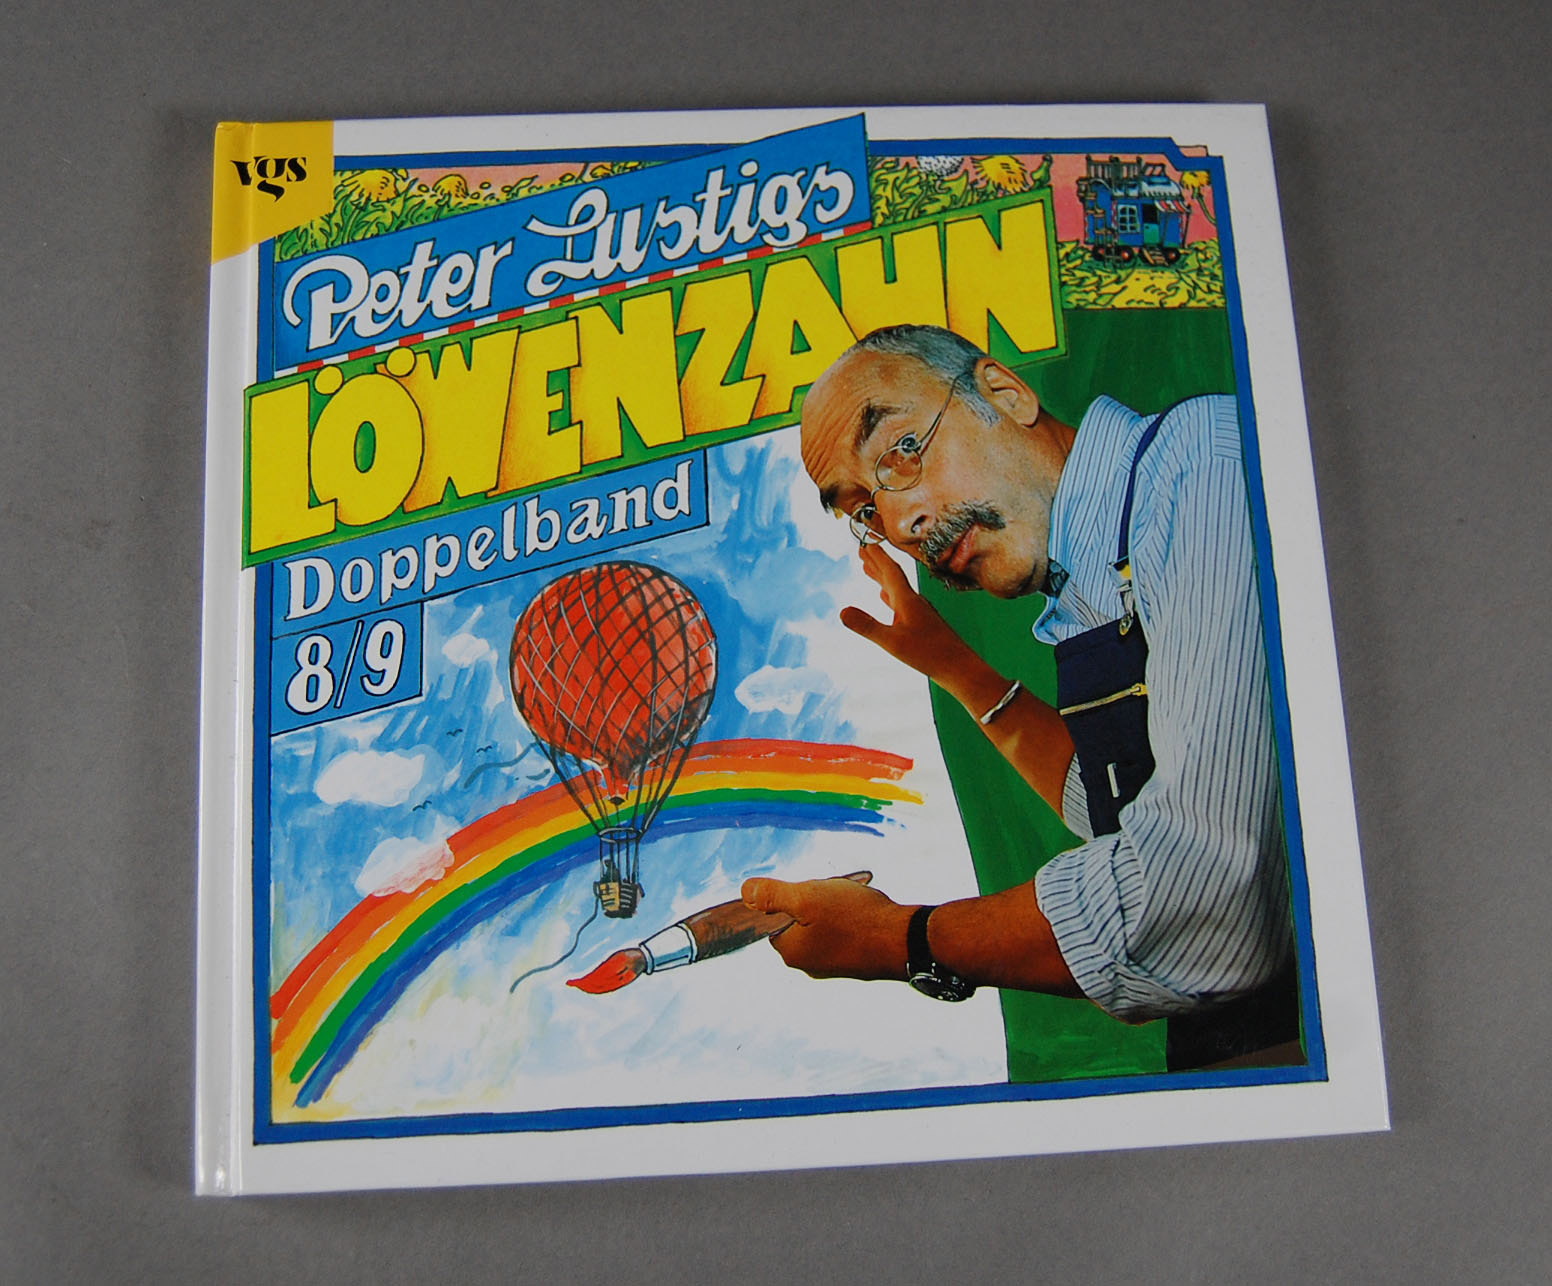 vgs
Peter Lustigs
LÖWENZAHN
Doppelband
8/9